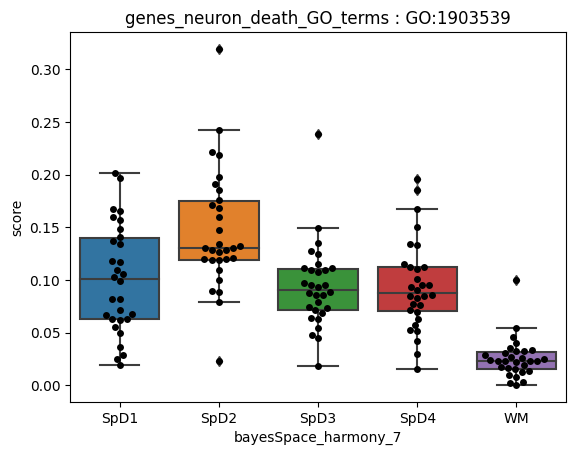 genes_neuron_death_GO_terms : GO:1903539
score
0.30
0.25
0.20
0.15
0.10
0.05
0.00
SpD1 SpD2 SpD3 SpD4 WM
bayesSpace_harmony_7